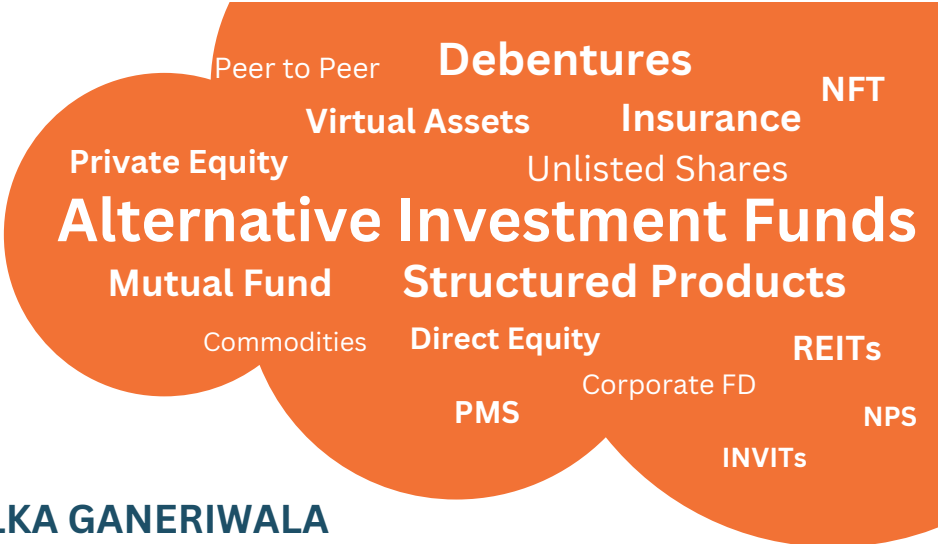 Peer to Peer
Debentures
NFT
Virtual Assets
Insurance
Private Equity
Unlisted Shares
Alternative Investment Funds
Mutual Fund
Structured Products
Commodities
Direct Equity
REITs
Corporate FD
PMS
NPS
INVITs
LKA GANERIWALA